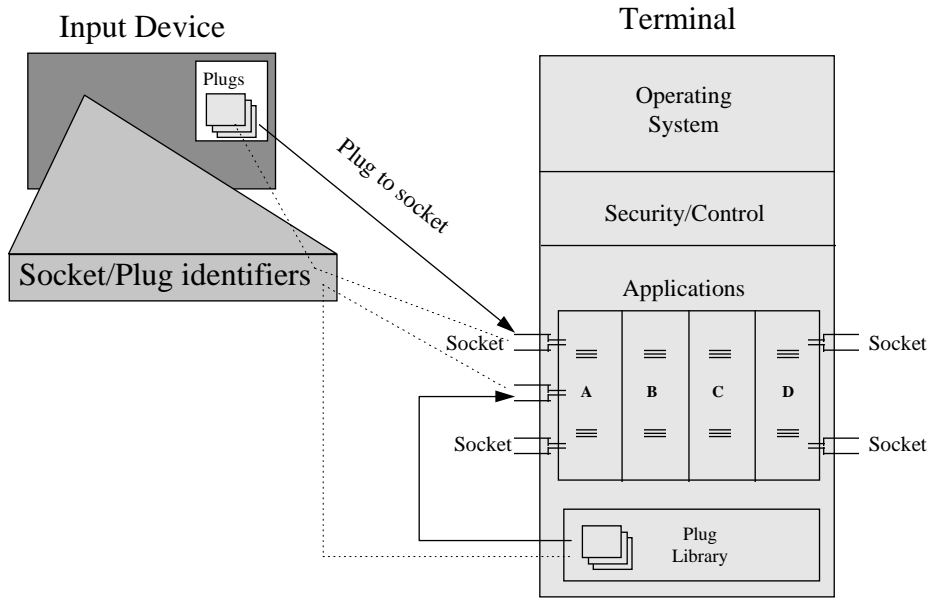 Input Device
Terminal
Plugs
Operating
System
Plug to socket
Security/Control
Socket/Plug identifiers
Applications
Socket
Socket
A
B
C
D
Socket
Socket
Plug
Library